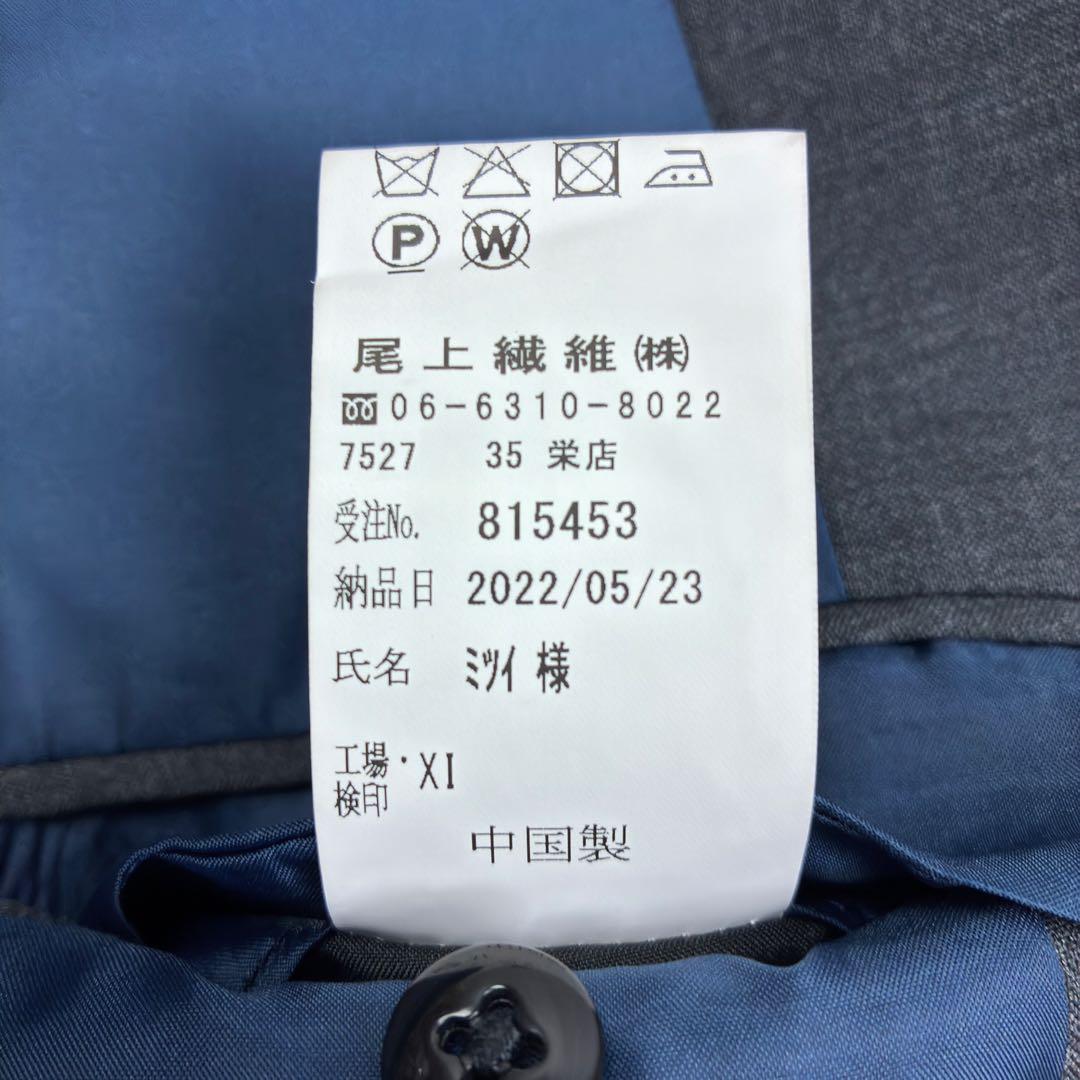 P W
尾上繊維(株)
06-6310-8022
7527 35 栄店
受注No. 815453
納品日 2022/05/23
氏名 ミツイ 様
工場・XI
検印
中国製